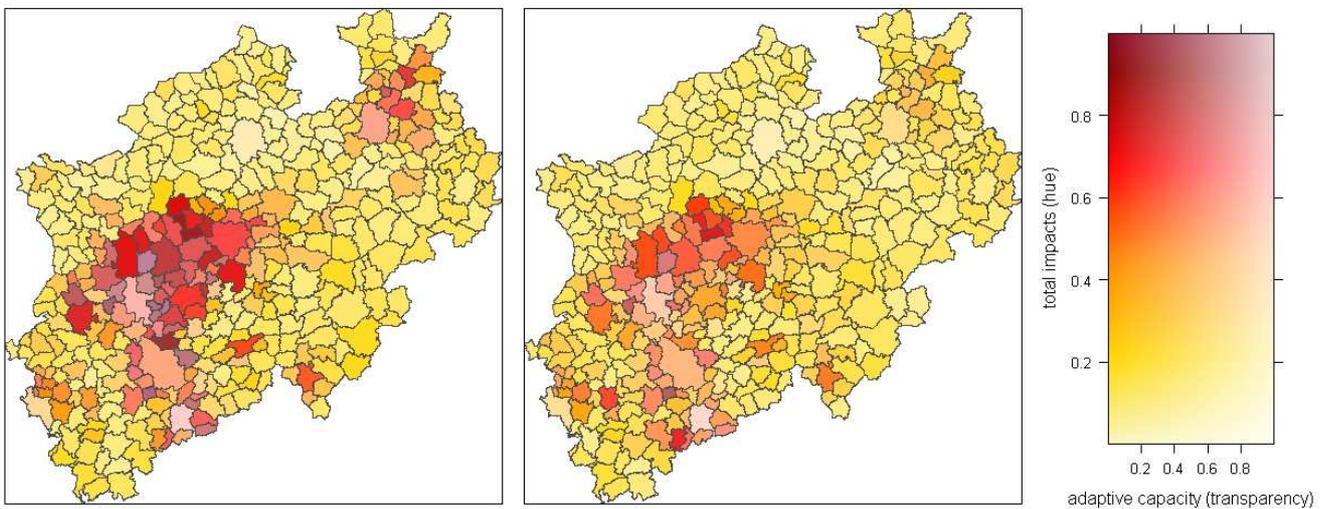 0.8
0.6
0.4
0.2
total impacts (hue)
0.2 0.4 0.6 0.8
adaptive capacity (transparency)